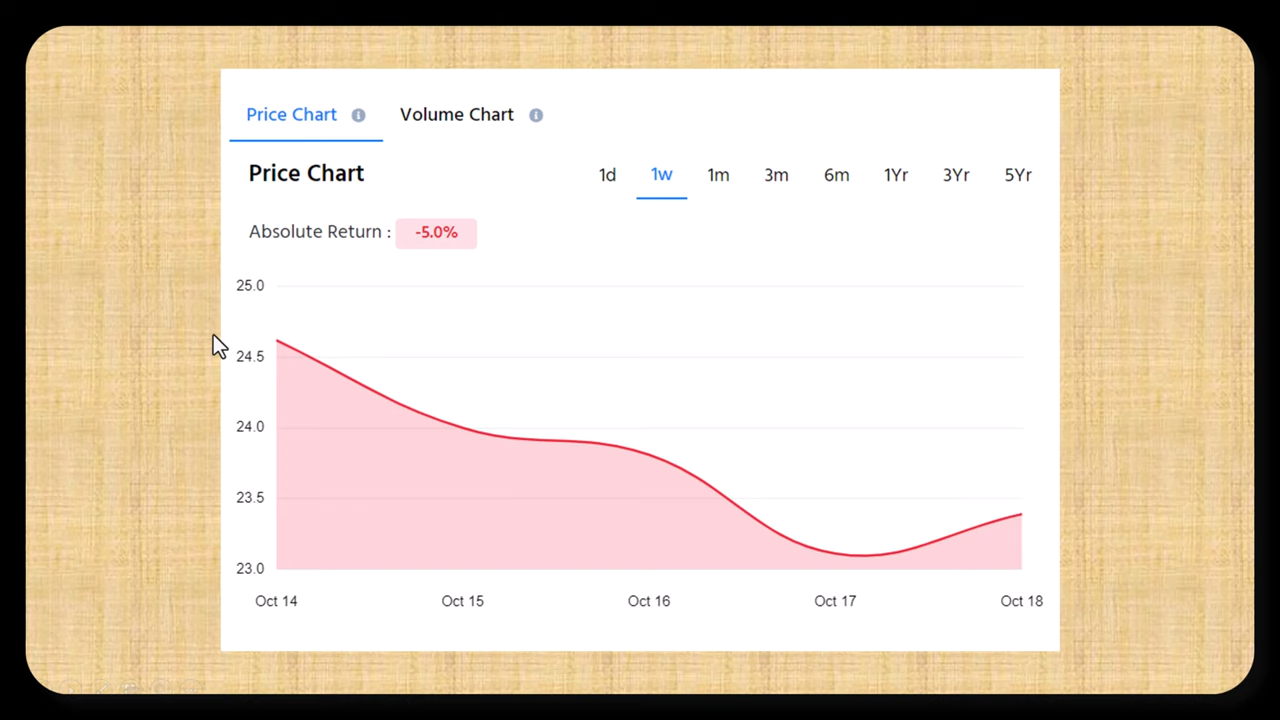 Price Chart Volume Chart
Price Chart 1d 1w 1m 3m 6m 1Yr 3Yr 5Yr
Absolute Return : -5.0%
25.0
24.5
24.0
23.5
23.0
Oct 14 Oct 15 Oct 16 Oct 17 Oct 18